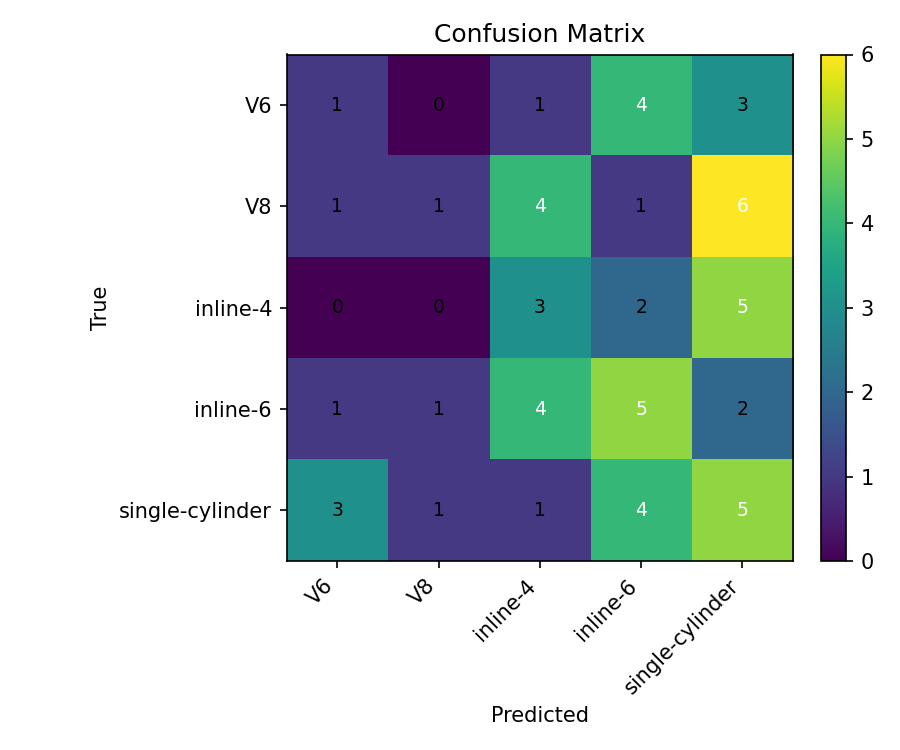 Confusion Matrix
V6 1 0 1 4 3
V8 1 1 4 1 6
inline-4 0 0 3 2 5
inline-6 1 1 4 5 2
single-cylinder 3 1 1 4 5
True
V6 V8 inline-4 inline-6 single-cylinder
Predicted
6
5
4
3
2
1
0